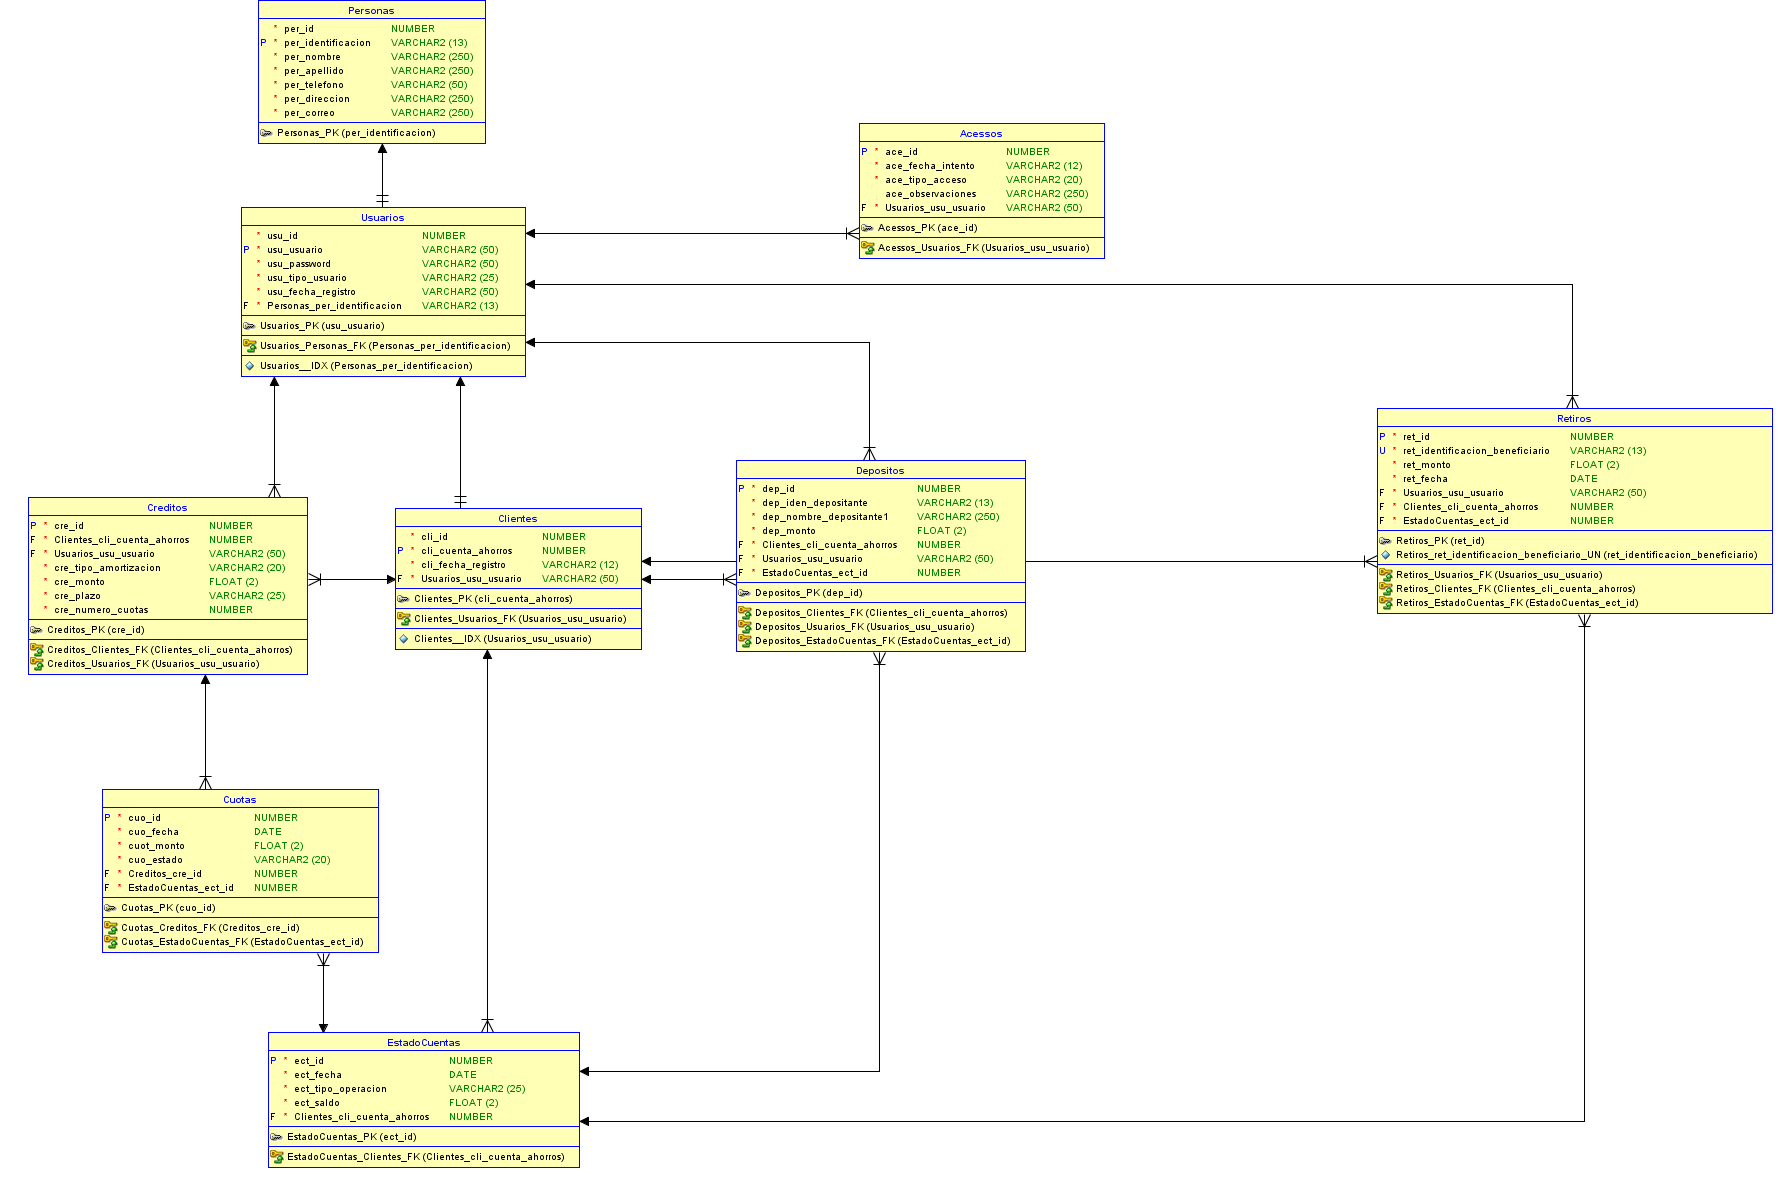 Personas
* per_id NUMBER
P * per_identificacion VARCHAR2 (13)
* per_nombre VARCHAR2 (250)
* per_apellido VARCHAR2 (250)
* per_telefono VARCHAR2 (50)
* per_direccion VARCHAR2 (250)
* per_correo VARCHAR2 (250)
Personas_PK (per_identificacion)
Acessos
P * ace_id NUMBER
* ace_fecha_intento VARCHAR2 (12)
* ace_tipo_acceso VARCHAR2 (20)
ace_observaciones VARCHAR2 (250)
F * Usuarios_usu_usuario VARCHAR2 (50)
Acessos_PK (ace_id)
Acessos_Usuarios_FK (Usuarios_usu_usuario)
Usuarios
* usu_id NUMBER
P * usu_usuario VARCHAR2 (50)
* usu_password VARCHAR2 (50)
* usu_tipo_usuario VARCHAR2 (25)
* usu_fecha_registro VARCHAR2 (50)
F * Personas_per_identificacion VARCHAR2 (13)
Usuarios_PK (usu_usuario)
Usuarios_Personas_FK (Personas_per_identificacion)
Usuarios__IDX (Personas_per_identificacion)
Retiros
P * ret_id NUMBER
U * ret_identificacion_beneficiario VARCHAR2 (13)
* ret_monto FLOAT (2)
* ret_fecha DATE
F * Usuarios_usu_usuario VARCHAR2 (50)
F * Clientes_cli_cuenta_ahorros NUMBER
F * EstadoCuentas_ect_id NUMBER
Retiros_PK (ret_id)
Retiros_ret_identificacion_beneficiario_UN (ret_identificacion_beneficiario)
Retiros_Usuarios_FK (Usuarios_usu_usuario)
Retiros_Clientes_FK (Clientes_cli_cuenta_ahorros)
Retiros_EstadoCuentas_FK (EstadoCuentas_ect_id)
Creditos
P * cre_id NUMBER
F * Clientes_cli_cuenta_ahorros NUMBER
F * Usuarios_usu_usuario VARCHAR2 (50)
* cre_tipo_amortizacion VARCHAR2 (20)
* cre_monto FLOAT (2)
* cre_plazo VARCHAR2 (25)
* cre_numero_cuotas NUMBER
Creditos_PK (cre_id)
Creditos_Clientes_FK (Clientes_cli_cuenta_ahorros)
Creditos_Usuarios_FK (Usuarios_usu_usuario)
Clientes
* cli_id NUMBER
P * cli_cuenta_ahorros NUMBER
* cli_fecha_registro VARCHAR2 (12)
F * Usuarios_usu_usuario VARCHAR2 (50)
Clientes_PK (cli_cuenta_ahorros)
Clientes_Usuarios_FK (Usuarios_usu_usuario)
Clientes__IDX (Usuarios_usu_usuario)
Depositos
P * dep_id NUMBER
* dep_iden_depositante VARCHAR2 (13)
* dep_nombre_depositante1 VARCHAR2 (250)
* dep_monto FLOAT (2)
F * Clientes_cli_cuenta_ahorros NUMBER
F * Usuarios_usu_usuario VARCHAR2 (50)
F * EstadoCuentas_ect_id NUMBER
Depositos_PK (dep_id)
Depositos_Clientes_FK (Clientes_cli_cuenta_ahorros)
Depositos_Usuarios_FK (Usuarios_usu_usuario)
Depositos_EstadoCuentas_FK (EstadoCuentas_ect_id)
Cuotas
P * cuo_id NUMBER
* cuo_fecha DATE
* cuot_monto FLOAT (2)
* cuo_estado VARCHAR2 (20)
F * Creditos_cre_id NUMBER
F * EstadoCuentas_ect_id NUMBER
Cuotas_PK (cuo_id)
Cuotas_Creditos_FK (Creditos_cre_id)
Cuotas_EstadoCuentas_FK (EstadoCuentas_ect_id)
EstadoCuentas
P * ect_id NUMBER
* ect_fecha DATE
* ect_tipo_operacion VARCHAR2 (25)
* ect_saldo FLOAT (2)
F * Clientes_cli_cuenta_ahorros NUMBER
EstadoCuentas_PK (ect_id)
EstadoCuentas_Clientes_FK (Clientes_cli_cuenta_ahorros)